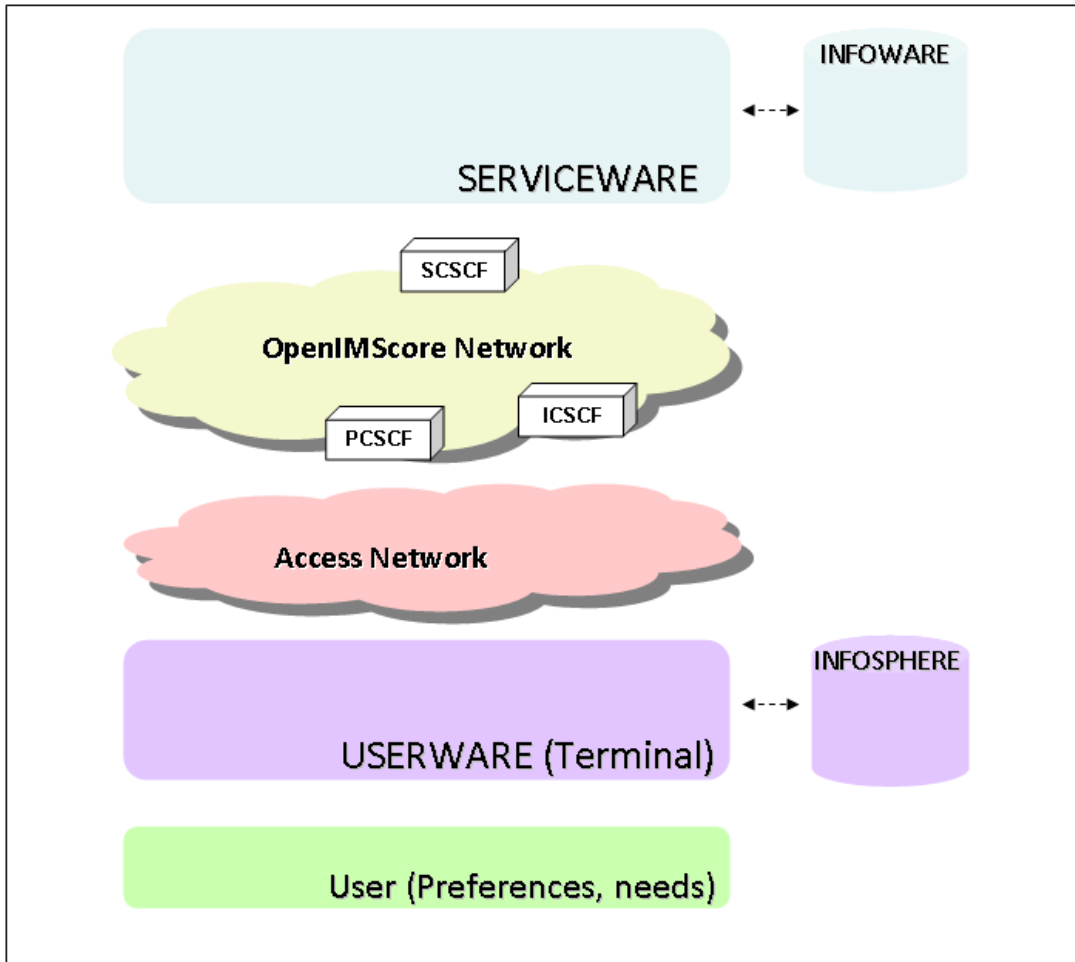 INFOWARE
SERVICEWARE
SCSCF
OpenIMScore Network
ICSCF
PCSCF
Access Network
INFOSPHERE
USERWARE (Terminal)
User (Preferences, needs)